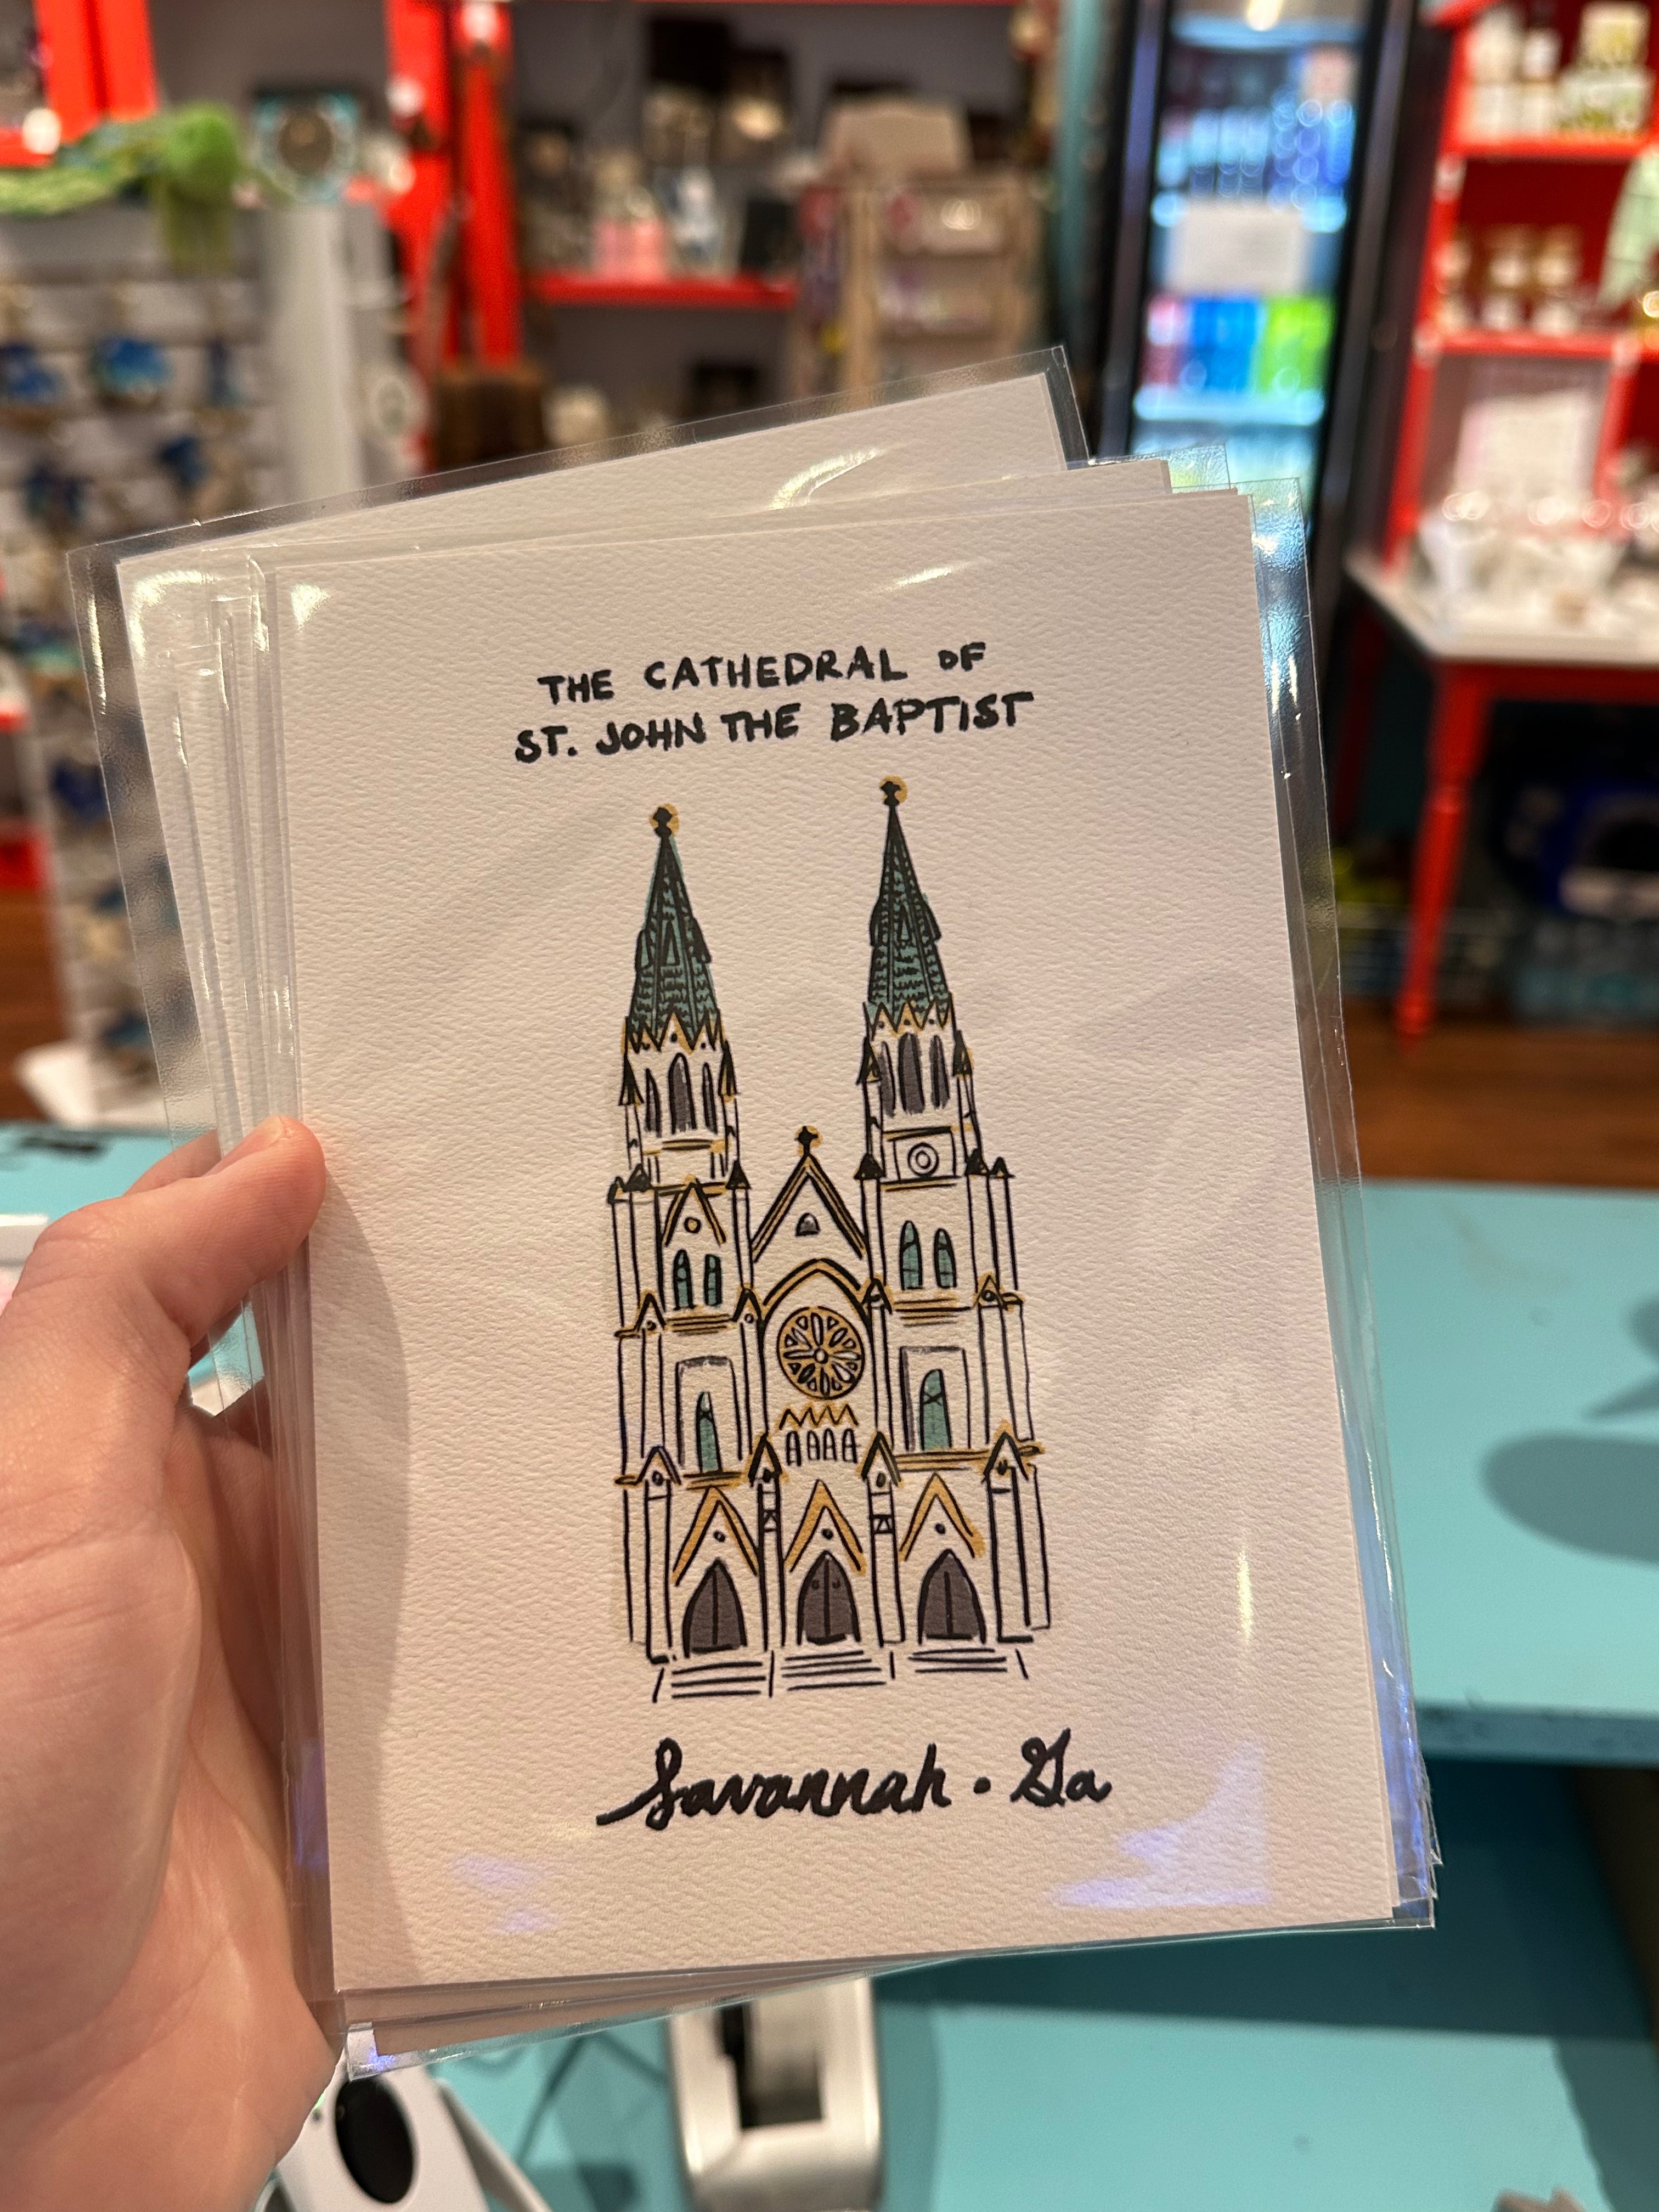 THE CATHEDRAL OF
ST. JOHN THE BAPTIST
Savannah · Ga